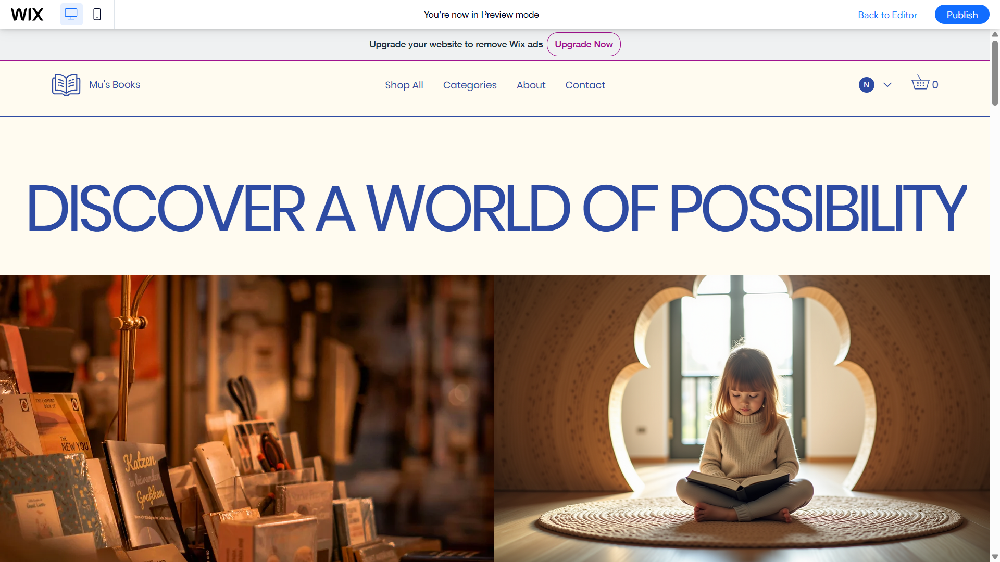 WIX
You're now in Preview mode
Back to Editor
Publish
Upgrade your website to remove Wix ads
Upgrade Now
Mu's Books
Shop All
Categories
About
Contact
N
0
DISCOVER A WORLD OF POSSIBILITY
THE LADYBIRD
BOOK OF
THE
NEW YOU
Katzen
in leiwanden
Grafiken